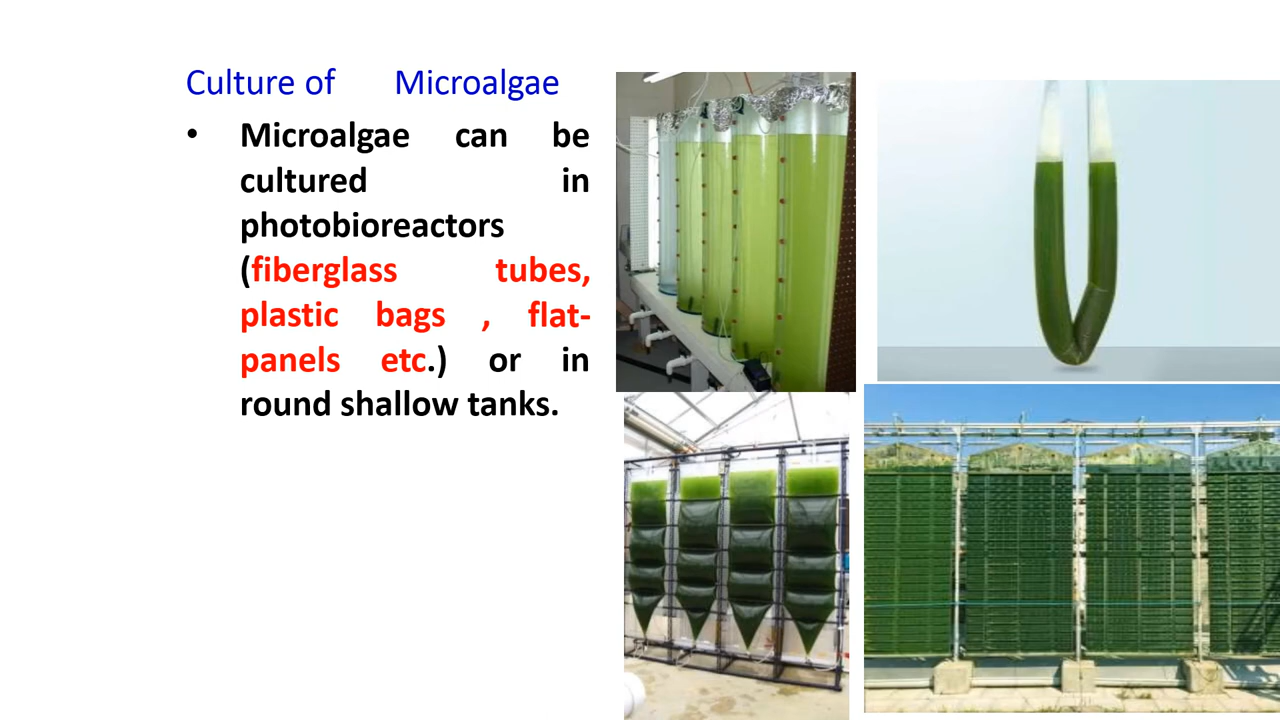 Culture of Microalgae
• Microalgae can be
cultured in
photobioreactors
(fiberglass tubes,
plastic bags , flat-
panels etc.) or in
round shallow tanks.